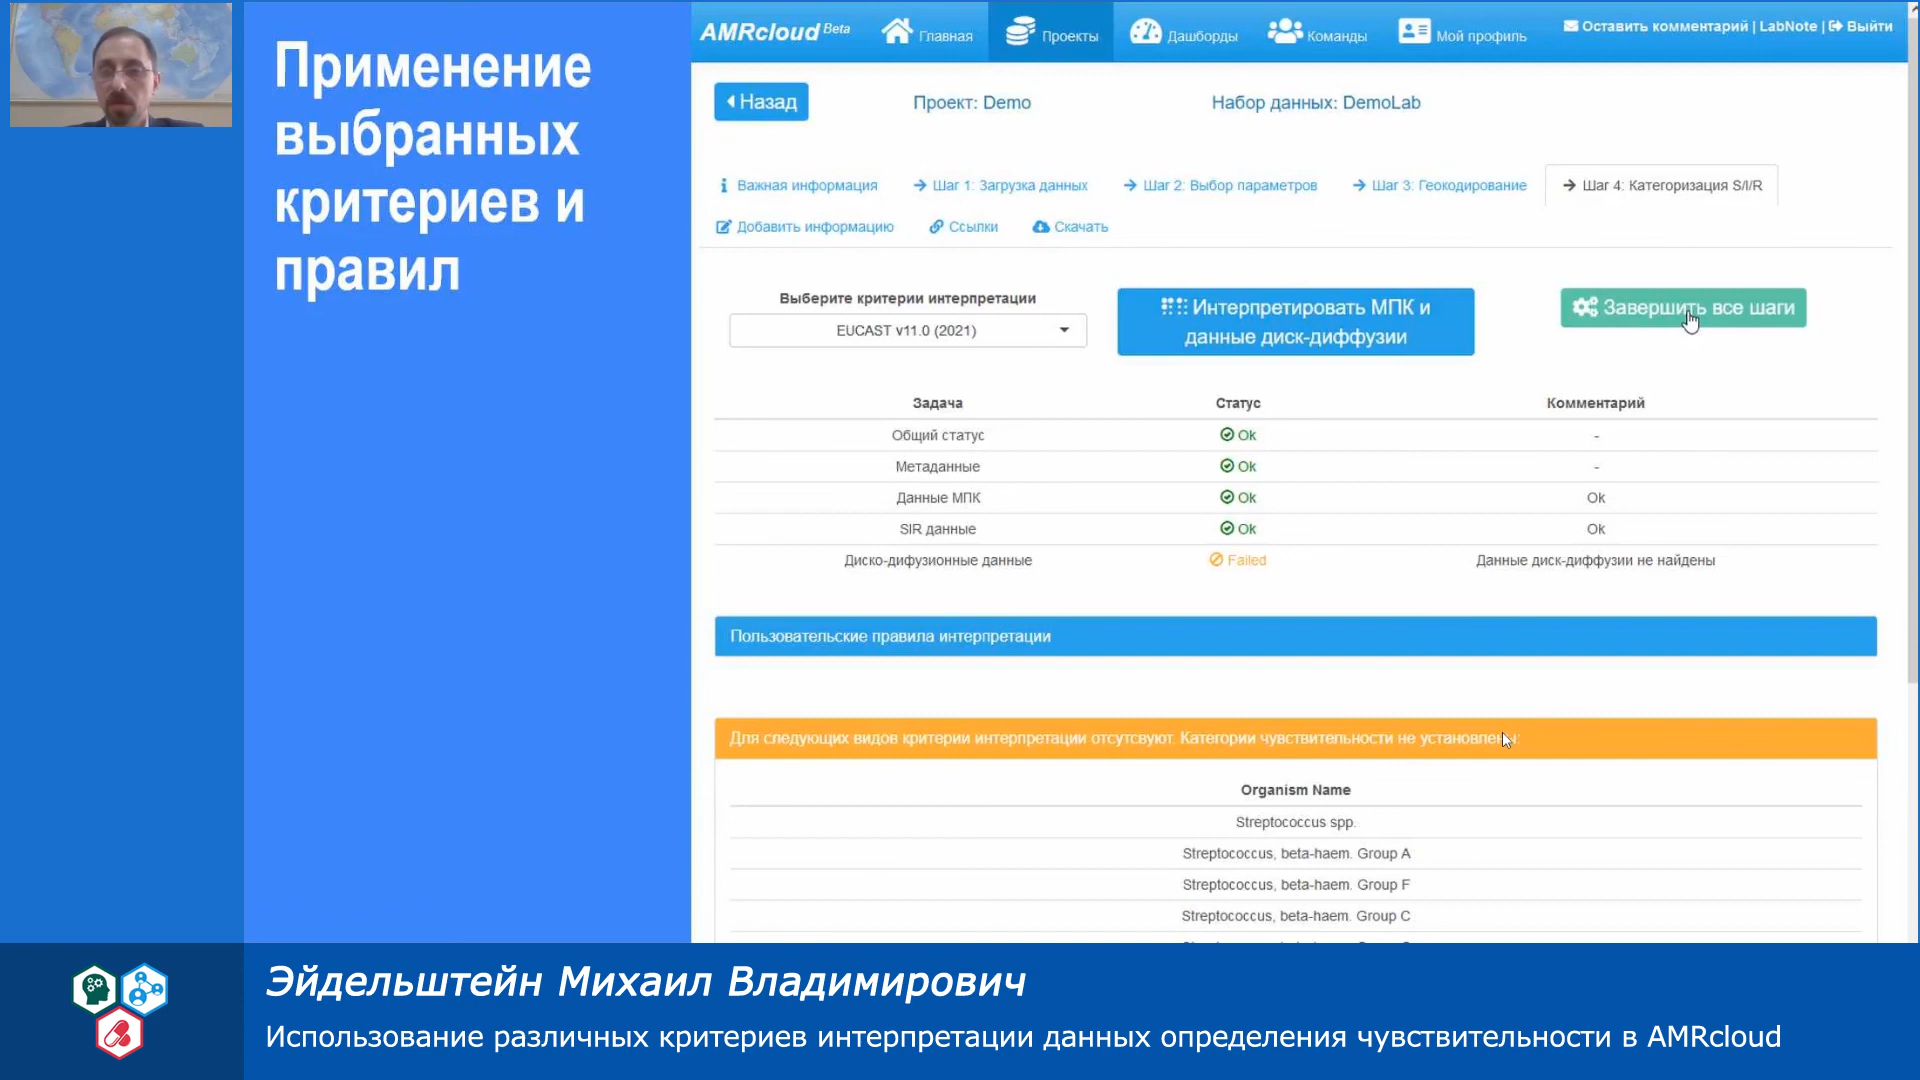 Применение
выбранных
критериев и
правил
AMRcloud Beta
Главная
Проекты
Дашборды
Команды
Мой профиль
Оставить комментарий | LabNote | Выйти
Назад
Проект: Demo
Набор данных: DemoLab
Важная информация
Шаг 1: Загрузка данных
Шаг 2: Выбор параметров
Шаг 3: Геокодирование
Шаг 4: Категоризация S/I/R
Добавить информацию
Ссылки
Скачать
Выберите критерии интерпретации
EUCAST v11.0 (2021)
Интерпретировать МПК и
данные диск-диффузии
Завершить все шаги
Задача Статус Комментарий
Общий статус Ok -
Метаданные Ok -
Данные МПК Ok Ok
SIR данные Ok Ok
Диско-дифузионные данные Failed Данные диск-диффузии не найдены
Пользовательские правила интерпретации
Для следующих видов критерии интерпретации отсутсвуют. Категории чувствительности не установлены:
Organism Name
Streptococcus spp.
Streptococcus, beta-haem. Group A
Streptococcus, beta-haem. Group F
Streptococcus, beta-haem. Group C
Эйдельштейн Михаил Владимирович
Использование различных критериев интерпретации данных определения чувствительности в AMRcloud